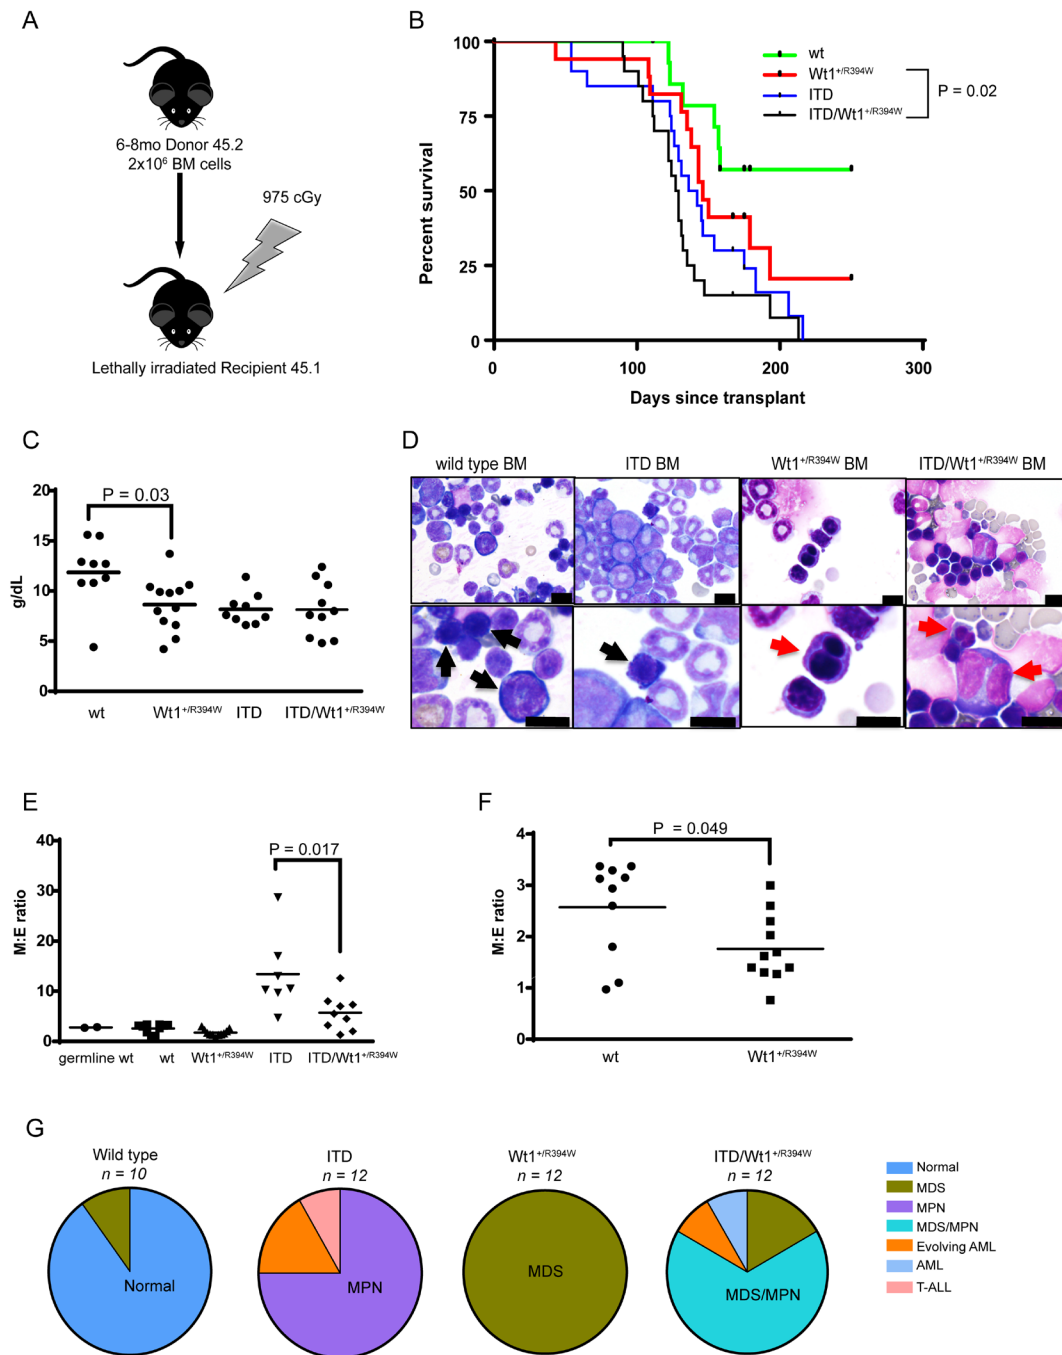 A
6-8mo Donor 45.2
2x10⁶ BM cells
975 cGy
Lethally irradiated Recipient 45.1
B
Percent survival
100
75
50
25
0
0 100 200 300
Days since transplant
wt
Wt1+/R394W
ITD
ITD/Wt1+/R394W
P = 0.02
C
g/dL
20
15
10
5
0
P = 0.03
wt Wt1+/R394W ITD ITD/Wt1+/R394W
D
wild type BM ITD BM Wt1+/R394W BM ITD/Wt1+/R394W BM
E
M:E ratio
40
30
20
10
0
P = 0.017
germline wt wt Wt1+/R394W ITD ITD/Wt1+/R394W
F
M:E ratio
4
3
2
1
0
P = 0.049
wt Wt1+/R394W
G
Wild type
n = 10
Normal
ITD
n = 12
MPN
Wt1+/R394W
n = 12
MDS
ITD/Wt1+/R394W
n = 12
MDS/MPN
Normal
MDS
MPN
MDS/MPN
Evolving AML
AML
T-ALL